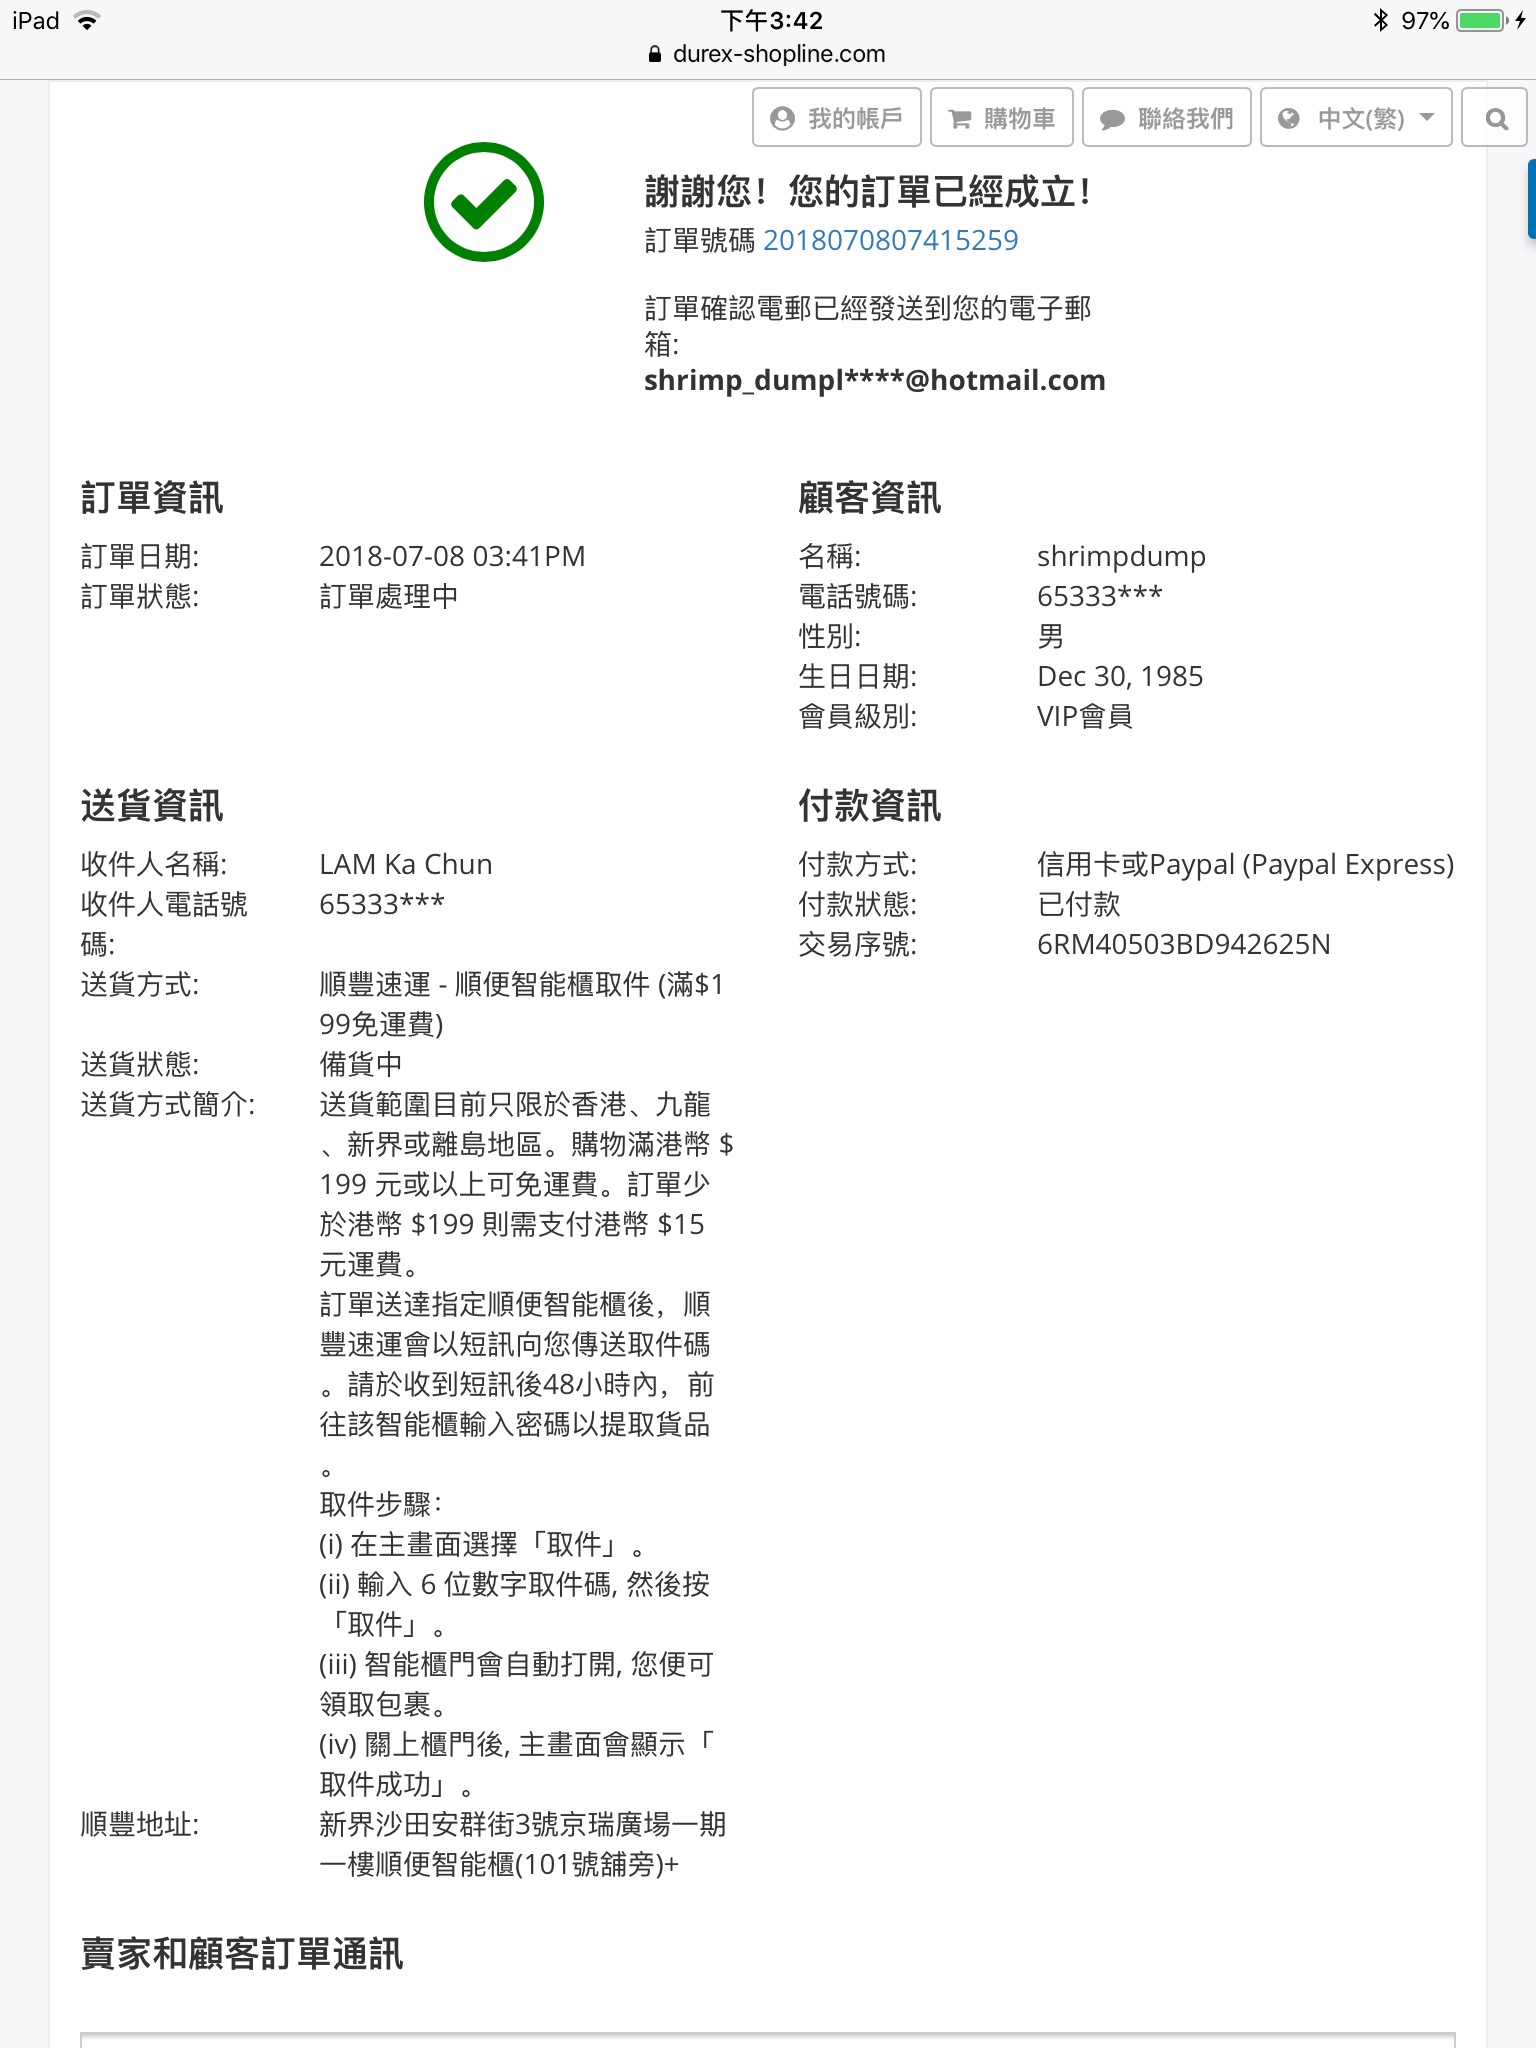 iPad
下午3:42
97%
durex-shopline.com
我的帳戶
購物車
聯絡我們
中文(繁)
謝謝您！您的訂單已經成立！
訂單號碼 2018070807415259
訂單確認電郵已經發送到您的電子郵
箱:
shrimp_dumpl****@hotmail.com
訂單資訊
訂單日期: 2018-07-08 03:41PM
訂單狀態: 訂單處理中
顧客資訊
名稱: shrimpdump
電話號碼: 65333***
性別: 男
生日日期: Dec 30, 1985
會員級別: VIP會員
送貨資訊
收件人名稱: LAM Ka Chun
收件人電話號 65333***
碼:
送貨方式: 順豐速運 - 順便智能櫃取件 (滿$1
99免運費)
送貨狀態: 備貨中
送貨方式簡介: 送貨範圍目前只限於香港、九龍
、新界或離島地區。購物滿港幣 $
199 元或以上可免運費。訂單少
於港幣 $199 則需支付港幣 $15
元運費。
訂單送達指定順便智能櫃後，順
豐速運會以短訊向您傳送取件碼
。請於收到短訊後48小時內，前
往該智能櫃輸入密碼以提取貨品
。
取件步驟：
(i) 在主畫面選擇「取件」。
(ii) 輸入 6 位數字取件碼, 然後按
「取件」。
(iii) 智能櫃門會自動打開, 您便可
領取包裹。
(iv) 關上櫃門後, 主畫面會顯示「
取件成功」。
順豐地址: 新界沙田安群街3號京瑞廣場一期
一樓順便智能櫃(101號舖旁)+
付款資訊
付款方式: 信用卡或Paypal (Paypal Express)
付款狀態: 已付款
交易序號: 6RM40503BD942625N
賣家和顧客訂單通訊